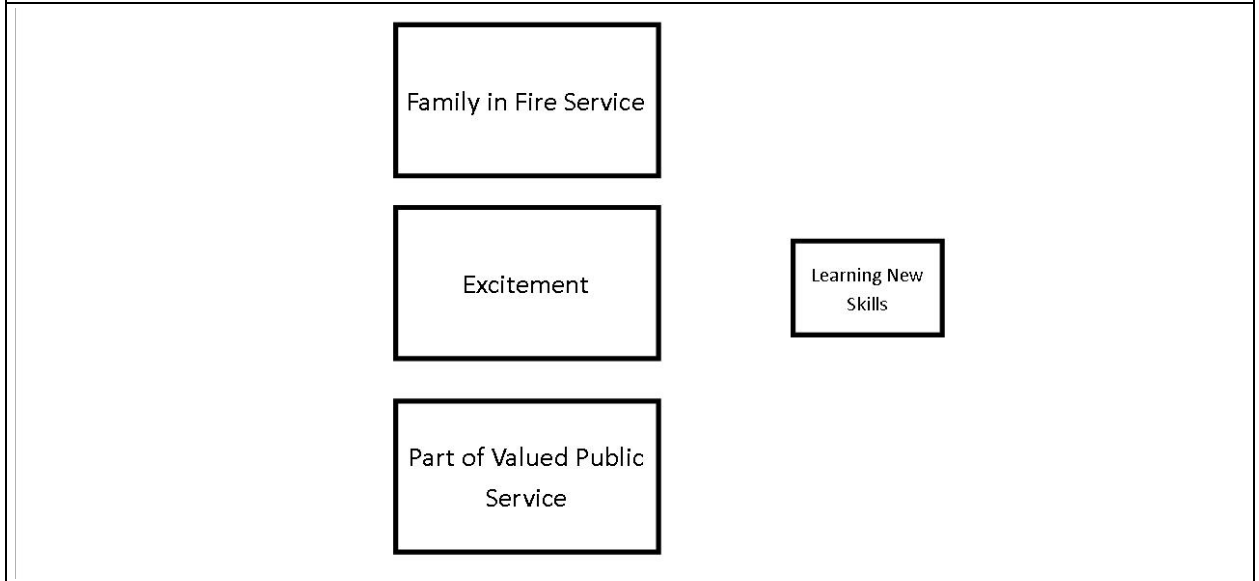 Family in Fire Service
Excitement
Learning New
Skills
Part of Valued Public
Service